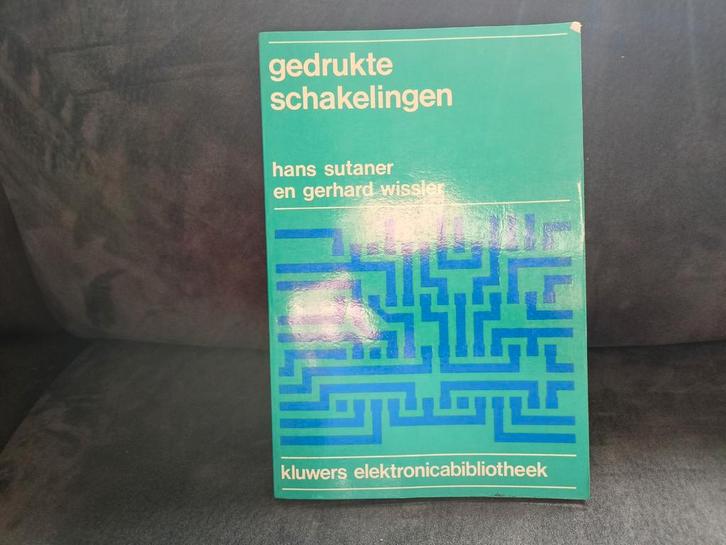 gedrukte
schakelingen
hans sutaner
en gerhard wissler
kluwers elektronicabibliotheek